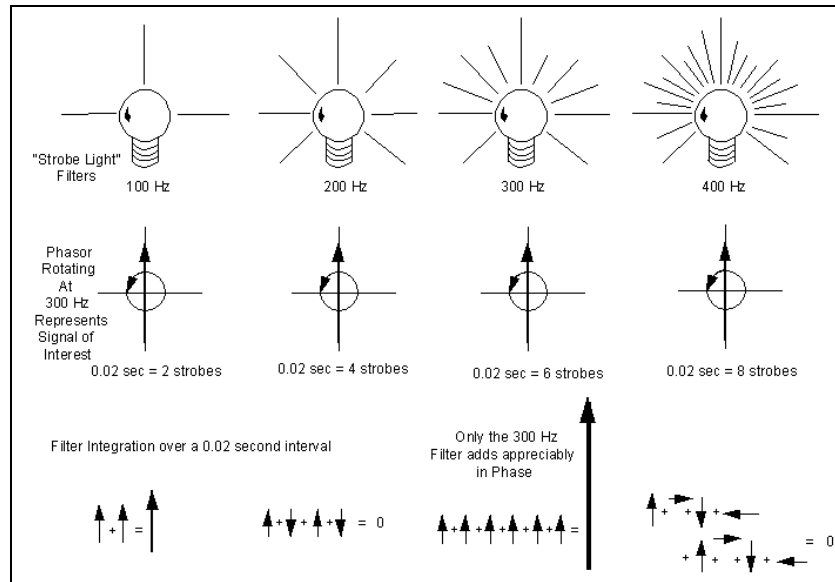 "Strobe Light"
Filters
100 Hz
200 Hz
300 Hz
400 Hz
Phasor
Rotating
At
300 Hz
Represents
Signal of
Interest
0.02 sec = 2 strobes
0.02 sec = 4 strobes
0.02 sec = 6 strobes
0.02 sec = 8 strobes
Filter Integration over a 0.02 second interval
Only the 300 Hz
Filter adds appreciably
in Phase
+ =
+ + + = 0
+ + + + + =
+ + +
+ + + = 0